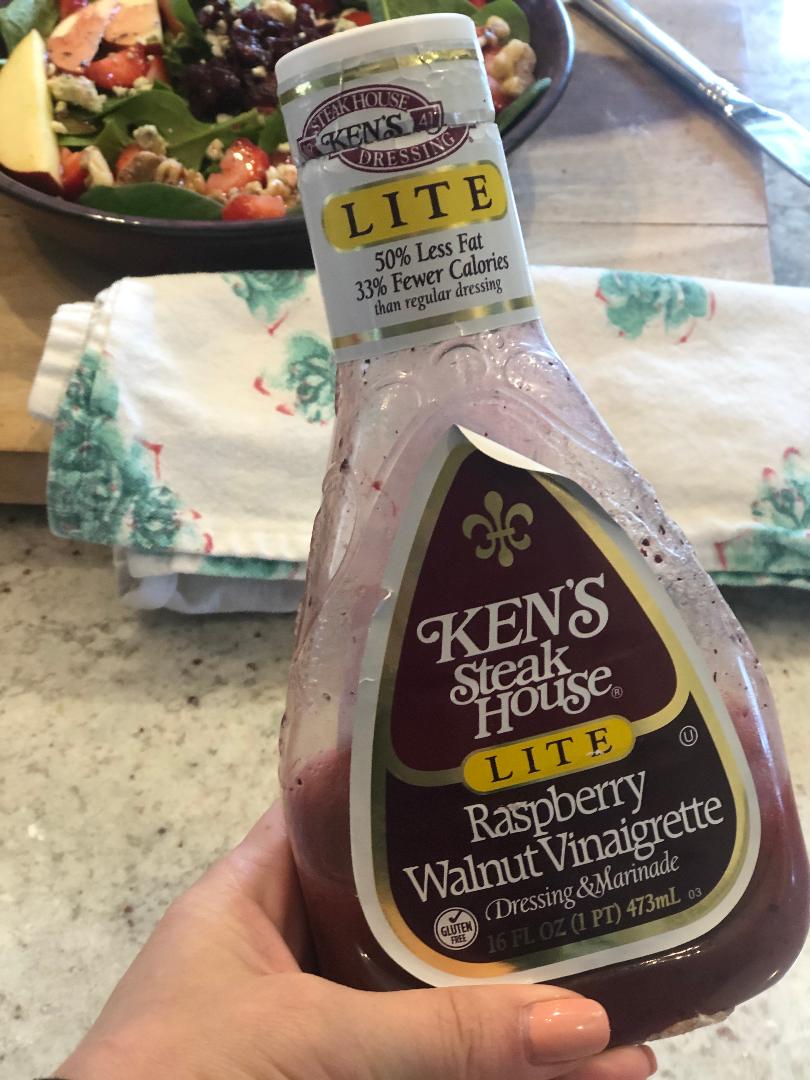 STEAK HOUSE
KEN'S 41
DRESSING
LITE
50% Less Fat
33% Fewer Calories
than regular dressing
KEN'S
Steak
House®
LITE
U
Raspberry
Walnut Vinaigrette
Dressing & Marinade
GLUTEN
FREE
16 FL OZ (1 PT) 473mL 03